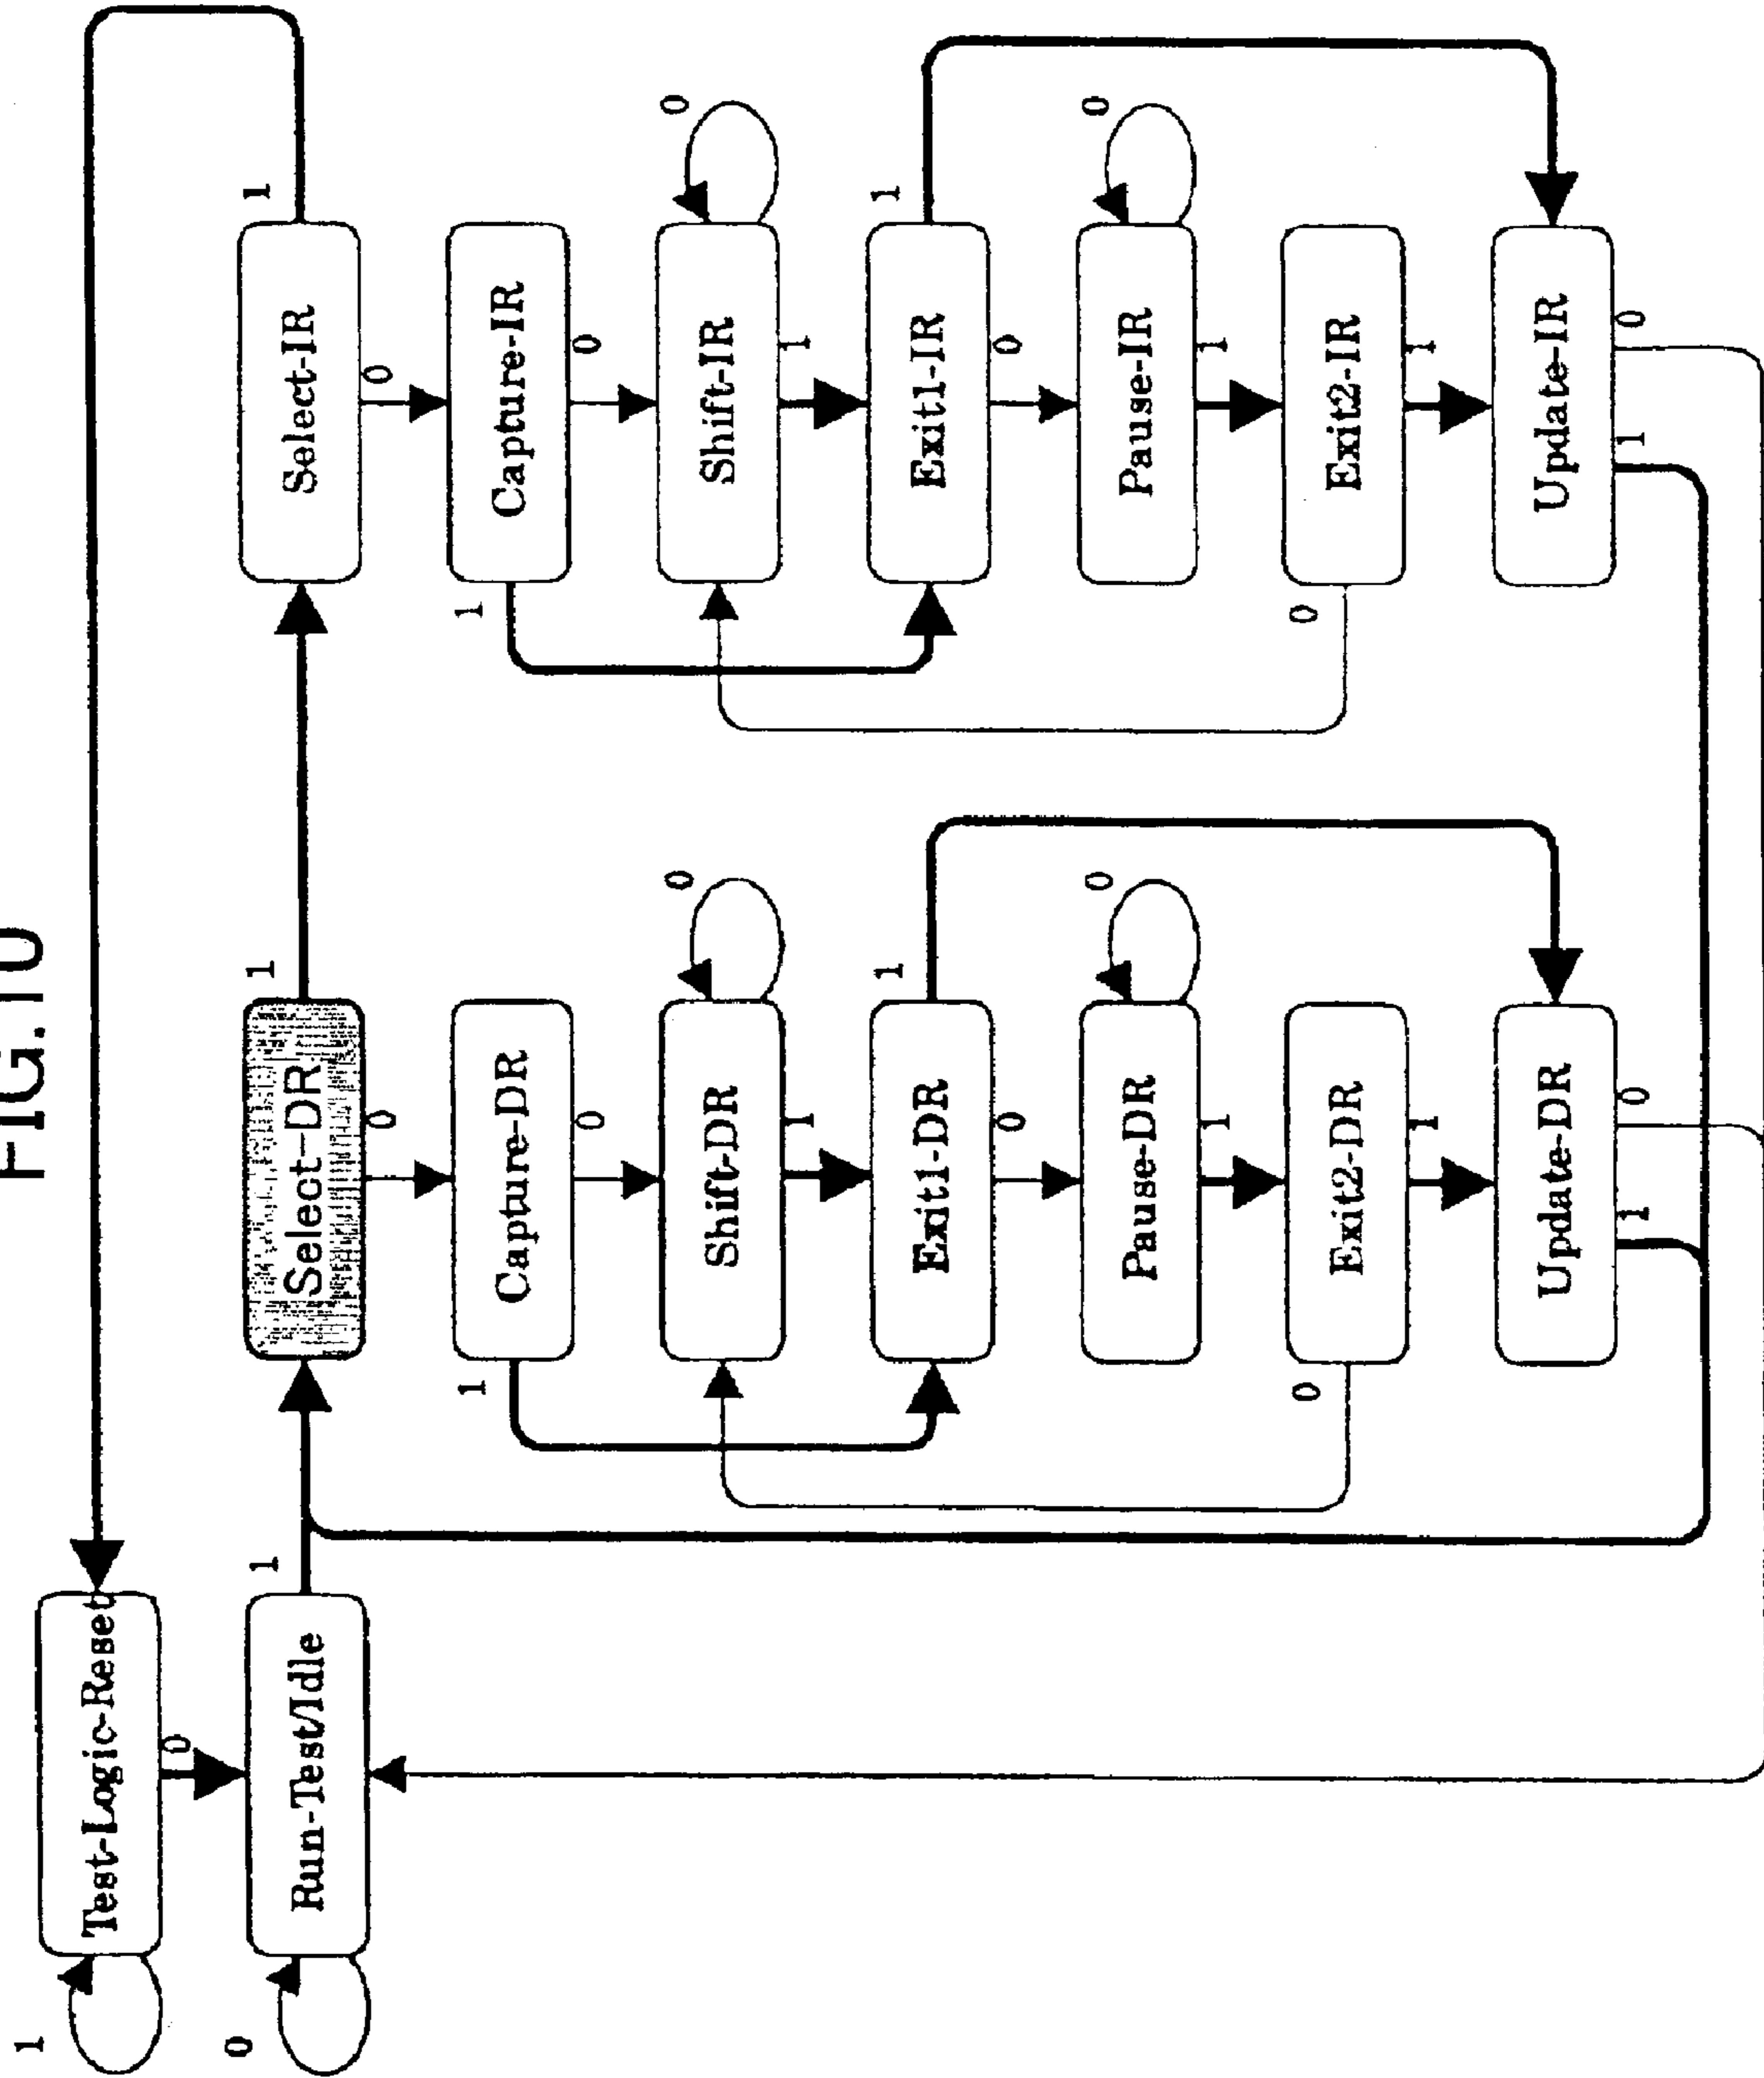 FIG.10
1
Test-Logic-Reset
0
0
Run-Test/Idle
1
Select-DR
1
0
Capture-DR
1
0
Shift-DR
0
1
Exit1-DR
1
0
Pause-DR
0
1
Exit2-DR
0
1
Update-DR
1
0
Select-IR
1
0
Capture-IR
1
0
Shift-IR
0
1
Exit1-IR
1
0
Pause-IR
0
1
Exit2-IR
0
1
Update-IR
1
0